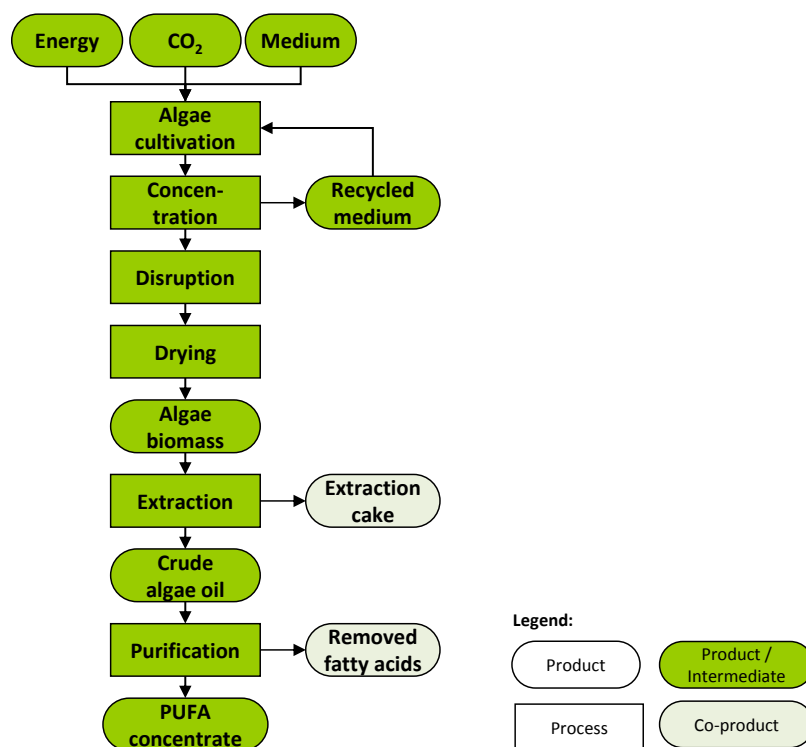 Energy
CO₂
Medium
Algae
cultivation
Concen-
tration
Recycled
medium
Disruption
Drying
Algae
biomass
Extraction
Extraction
cake
Crude
algae oil
Purification
Removed
fatty acids
PUFA
concentrate
Legend:
Product
Product /
Intermediate
Process
Co-product